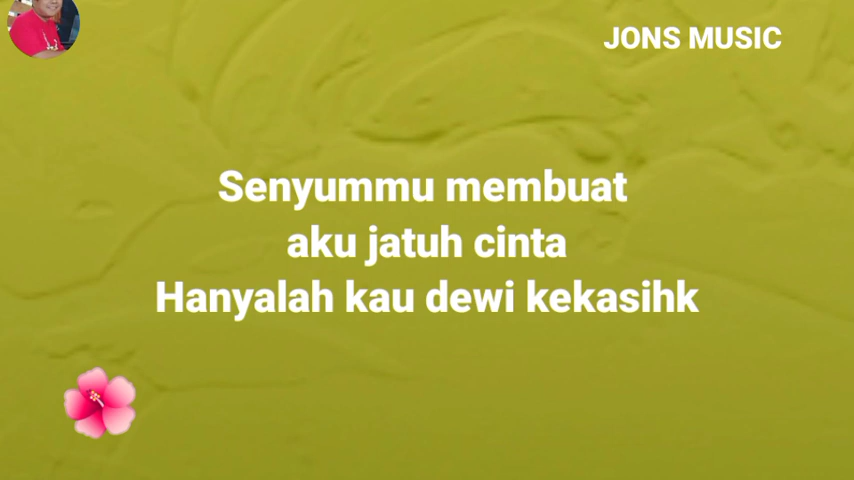 JONS MUSIC
Senyummu membuat
aku jatuh cinta
Hanyalah kau dewi kekasihk